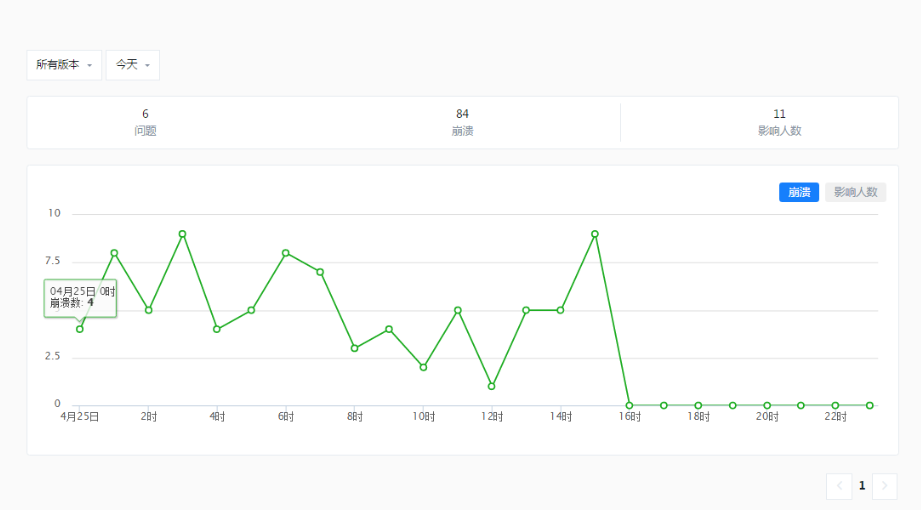 所有版本 今天
6 84 11
问题 崩溃 影响人数
崩溃 影响人数
10
7.5
04月25日 0时
崩溃数: 4
2.5
0
4月25日 2时 4时 6时 8时 10时 12时 14时 16时 18时 20时 22时
1